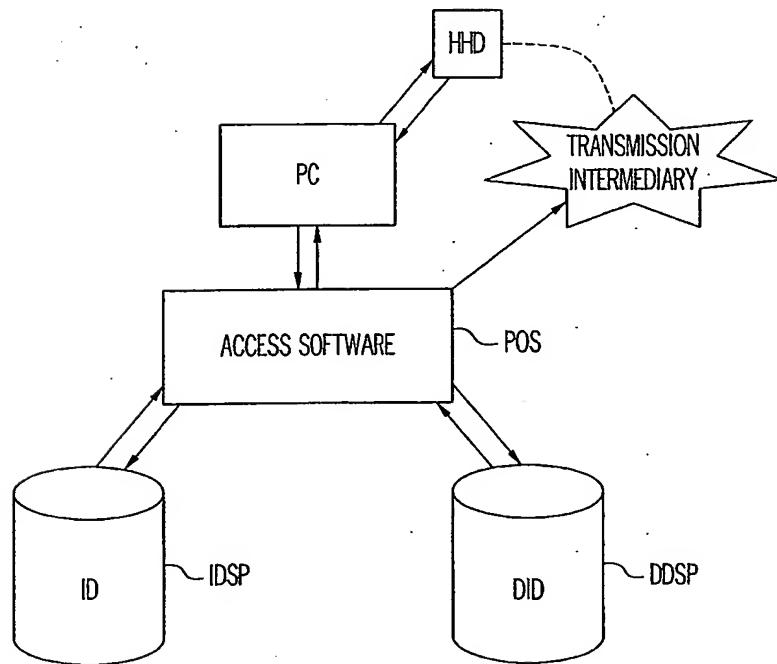 HHD
PC
TRANSMISSION
INTERMEDIARY
ACCESS SOFTWARE
POS
ID
IDSP
DID
DDSP